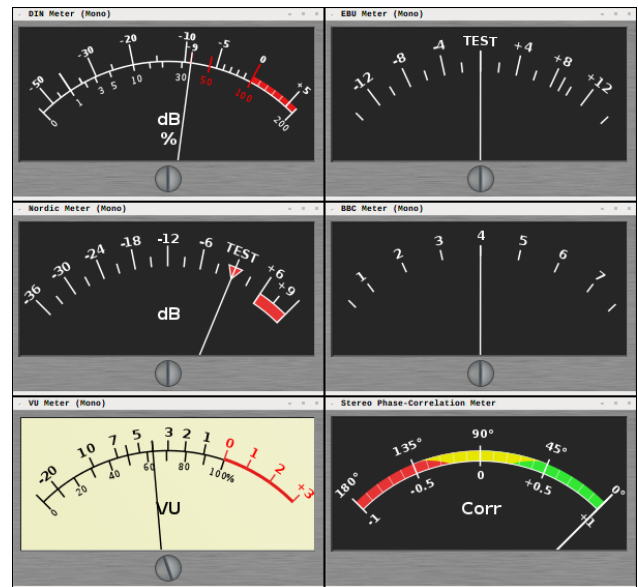 DIN Meter (Mono)
-50 -30 -20 -10 -9 -5 0 +5
0 1 3 5 10 30 50 100 200
dB
%
EBU Meter (Mono)
-12 -8 -4 TEST +4 +8 +12
Nordic Meter (Mono)
-36 -30 -24 -18 -12 -6 TEST +6 +9
dB
BBC Meter (Mono)
1 2 3 4 5 6 7
VU Meter (Mono)
-20 10 7 5 3 2 1 0 1 2 +3
0 20 40 60 80 100%
VU
Stereo Phase-Correlation Meter
180° 135° 90° 45° 0°
-1 -0.5 0 +0.5 +1
Corr